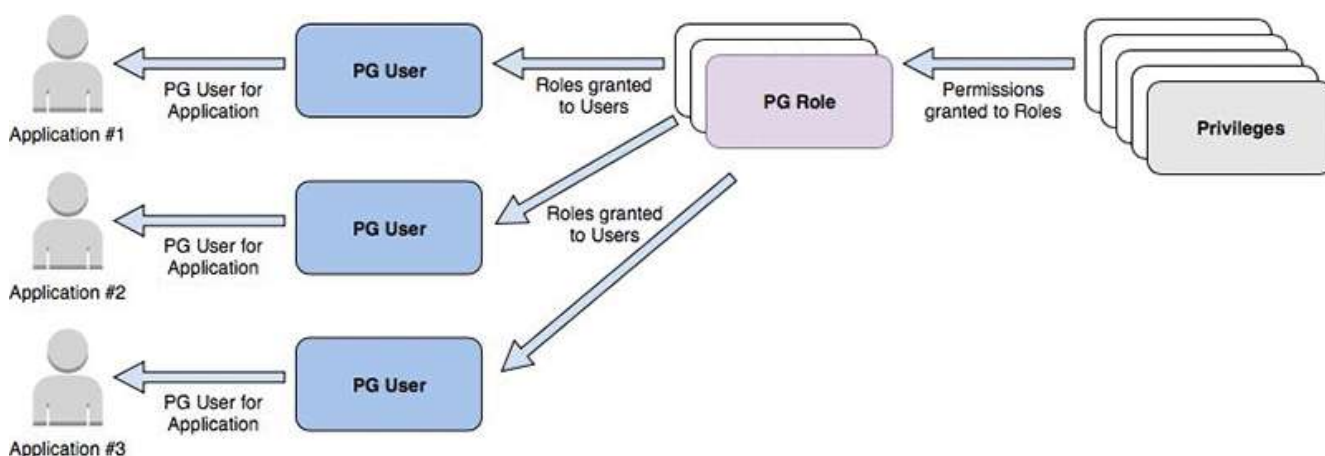 PG User
PG User for
Application
Application #1
Roles granted
to Users
PG Role
Permissions
granted to Roles
Privileges
PG User
PG User for
Application
Application #2
Roles granted
to Users
PG User
PG User for
Application
Application #3